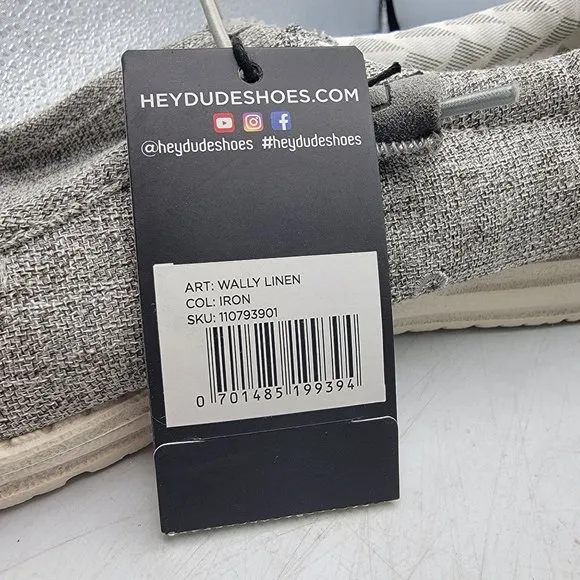 HEYDUDESHOES.COM
@heydudeshoes #heydudeshoes
ART: WALLY LINEN
COL: IRON
SKU: 110793901
0 701485 199394